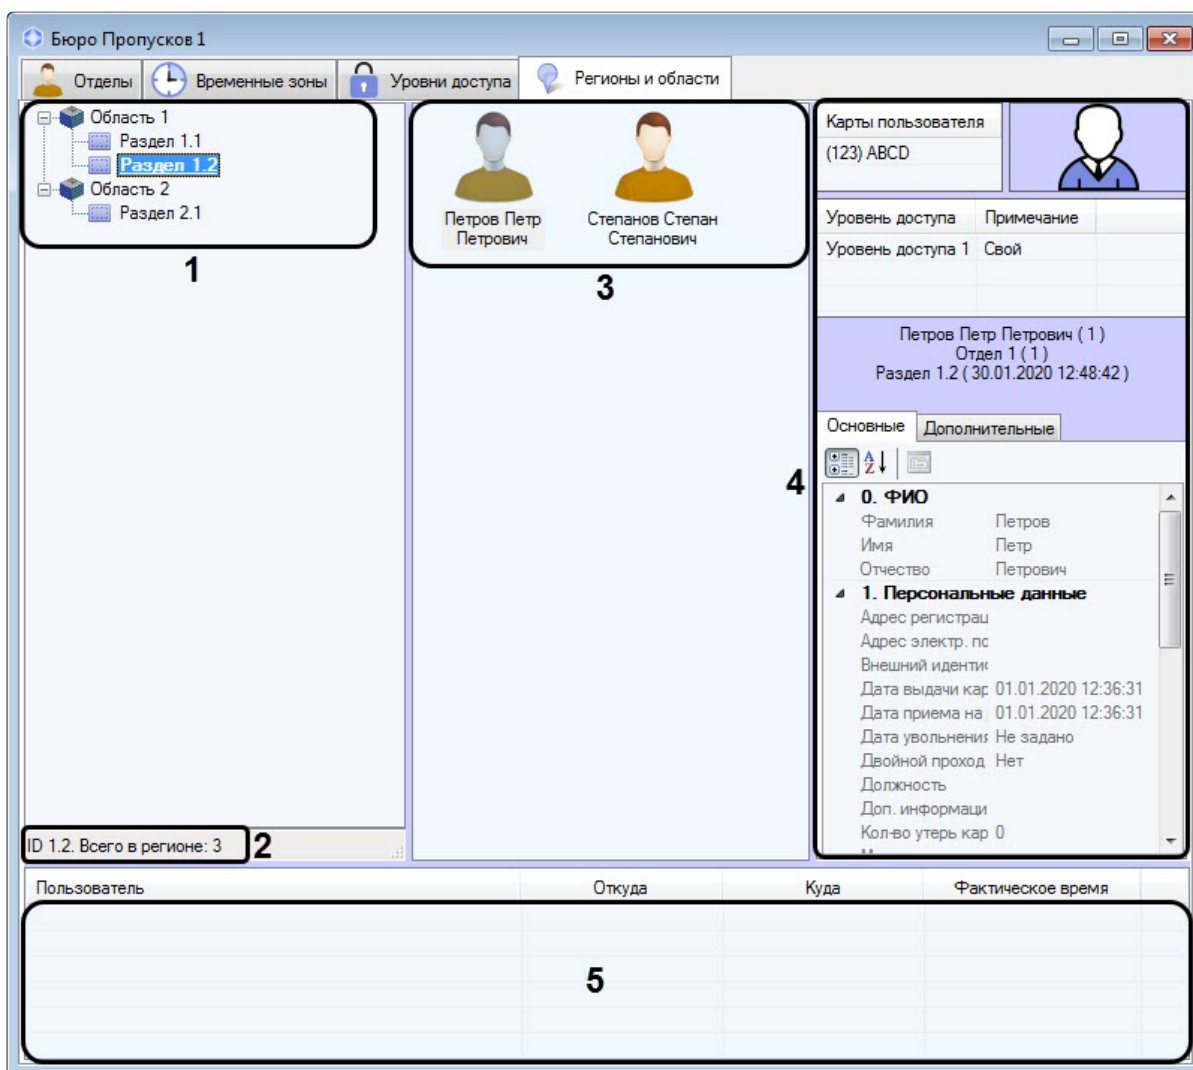 Бюро Пропусков 1
Отделы Временные зоны Уровни доступа Регионы и области
Область 1
Раздел 1.1
Раздел 1.2
Область 2
Раздел 2.1
1
ID 1.2. Всего в регионе: 3
2
Петров Петр
Петрович
Степанов Степан
Степанович
3
Карты пользователя
(123) ABCD
Уровень доступа Примечание
Уровень доступа 1 Свой
Петров Петр Петрович ( 1 )
Отдел 1 ( 1 )
Раздел 1.2 ( 30.01.2020 12:48:42 )
Основные Дополнительные
4
0. ФИО
Фамилия Петров
Имя Петр
Отчество Петрович
1. Персональные данные
Адрес регистрац
Адрес электр. по
Внешний идентис
Дата выдачи кар 01.01.2020 12:36:31
Дата приема на 01.01.2020 12:36:31
Дата увольнения Не задано
Двойной проход Нет
Должность
Доп. информаци
Кол-во утерь кар 0
Пользователь Откуда Куда Фактическое время
5